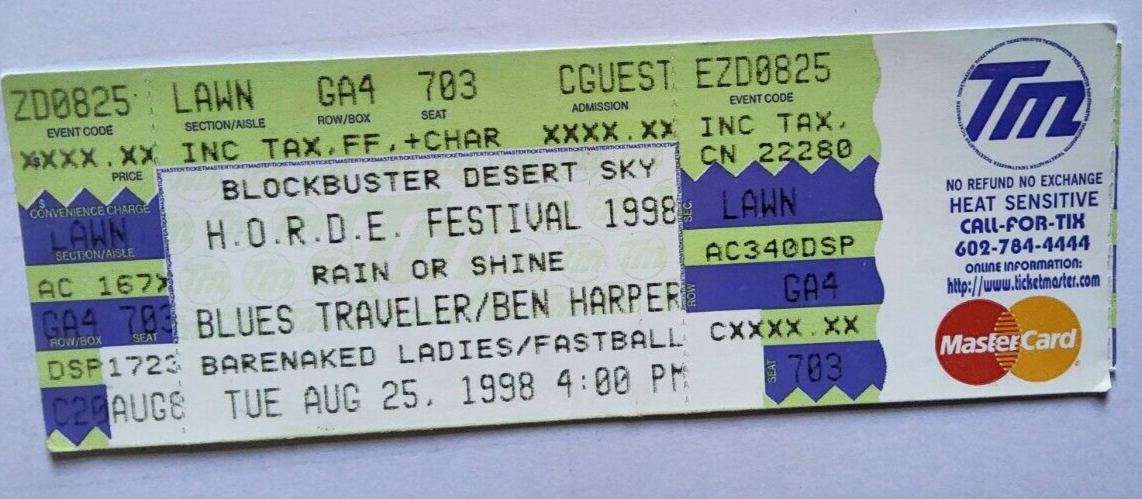 ZD0825
EVENT CODE
$XXXX.XX
PRICE
$
CONVENIENCE CHARGE
LAWN
SECTION/AISLE
AC 167X
GA4 703
ROW/BOX SEAT
DSP1723
C20AUG8
LAWN GA4 703 CGUEST
SECTION/AISLE ROW/BOX SEAT ADMISSION
INC TAX,FF,+CHAR XXXX.XX
BLOCKBUSTER DESERT SKY
H.O.R.D.E. FESTIVAL 1998
RAIN OR SHINE
BLUES TRAVELER/BEN HARPER
BARENAKED LADIES/FASTBALL
TUE AUG 25, 1998 4:00 PM
EZD0825
EVENT CODE
INC TAX,
CN 22280
SEC.
LAWN
AC340DSP
ROW
GA4
CXXXX.XX
SEAT
703
TM
NO REFUND NO EXCHANGE
HEAT SENSITIVE
CALL-FOR-TIX
602-784-4444
ONLINE INFORMATION:
http://www.ticketmaster.com
MasterCard